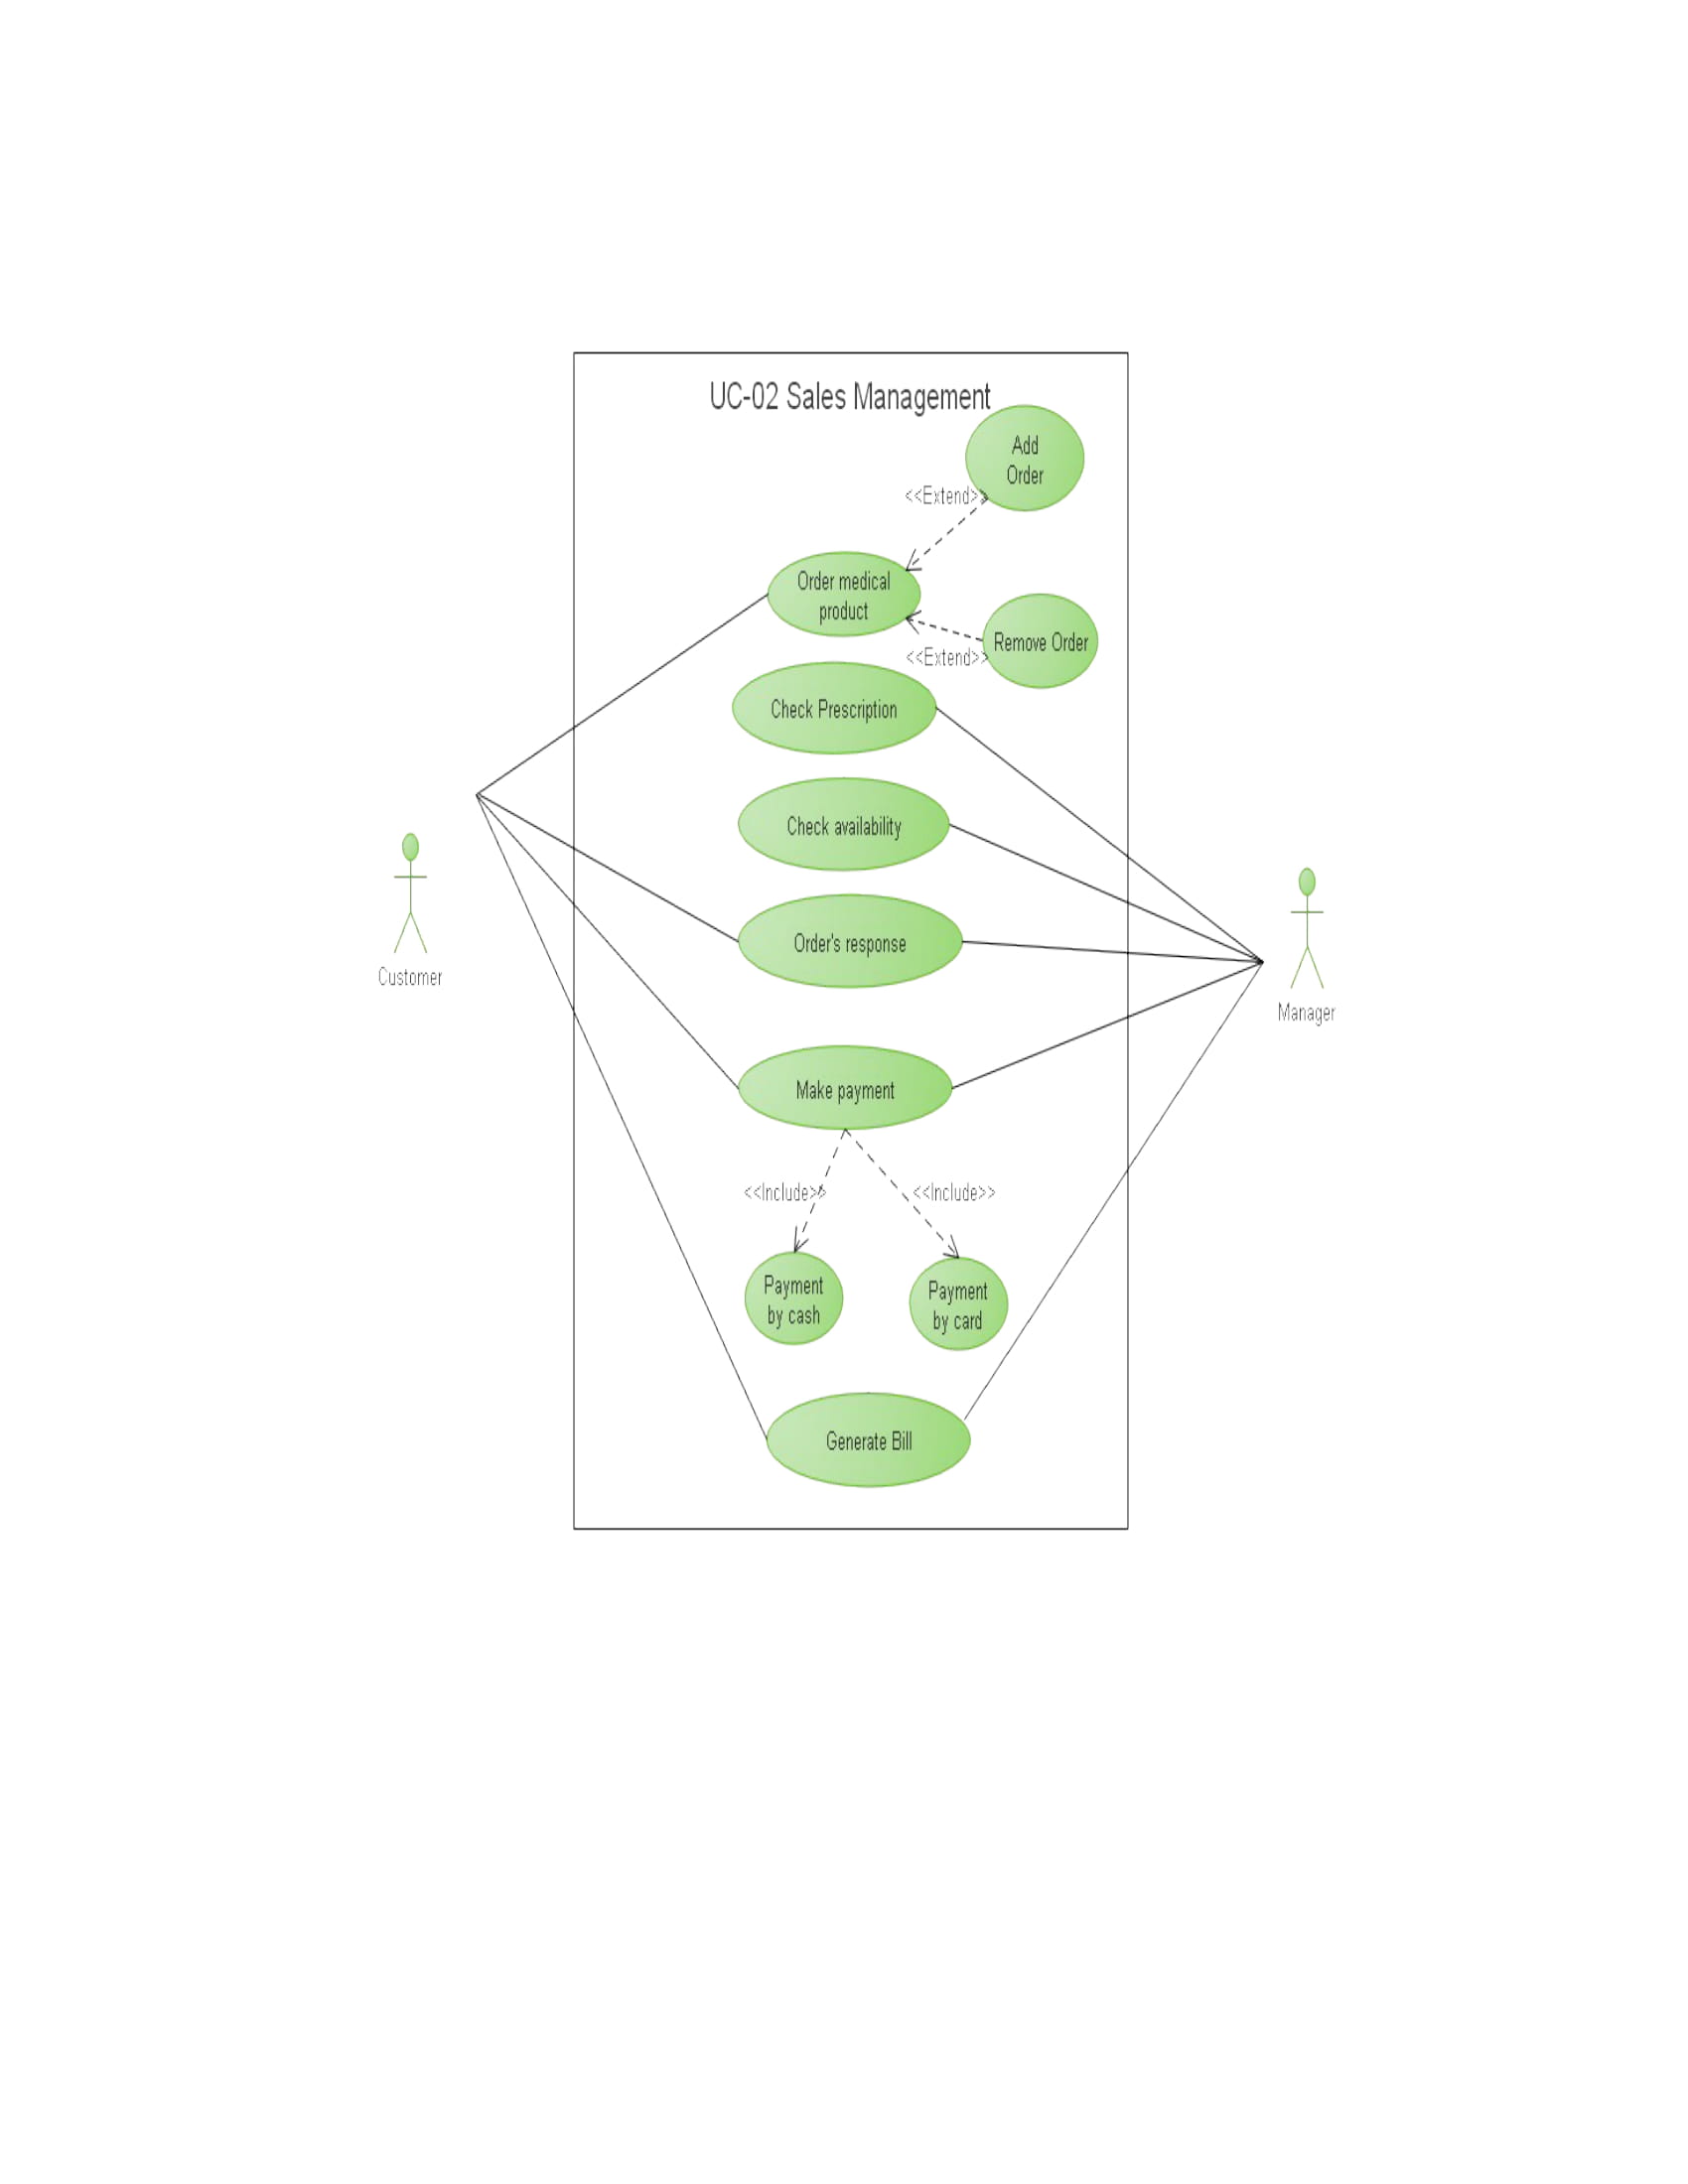 UC-02 Sales Management
Add
Order
<<Extend>>
Order medical
product
Remove Order
<<Extend>>
Check Prescription
Check availability
Order's response
Customer
Manager
Make payment
<<Include>>
<<Include>>
Payment
by cash
Payment
by card
Generate Bill